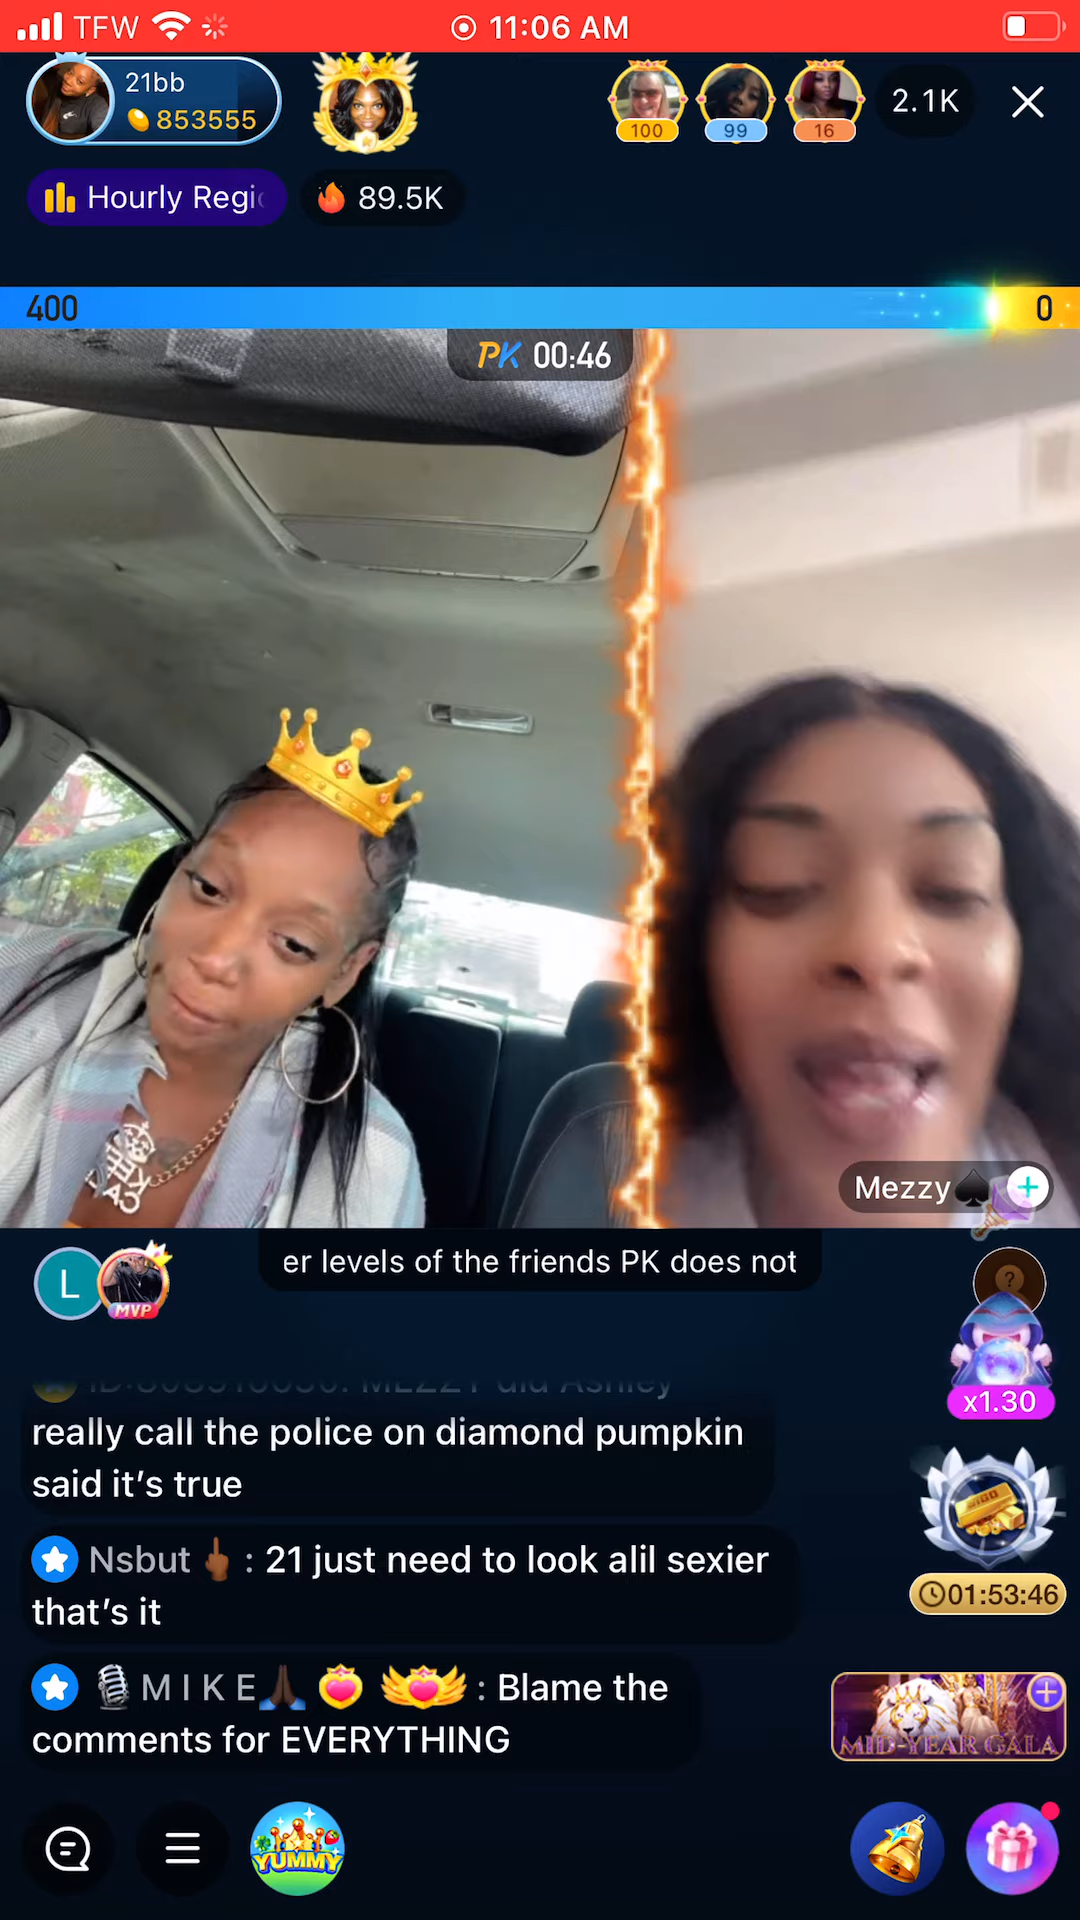 TFW 11:06 AM
21bb
853555
100 99 16 2.1K
Hourly Regi
89.5K
400 0
PK 00:46
Mezzy
er levels of the friends PK does not
L
MVP
?
x1.30
MEZZY did Ashley
really call the police on diamond pumpkin
said it's true
Nsbut : 21 just need to look alil sexier
that's it
01:53:46
M I K E : Blame the
comments for EVERYTHING
MID-YEAR GALA
YUMMY